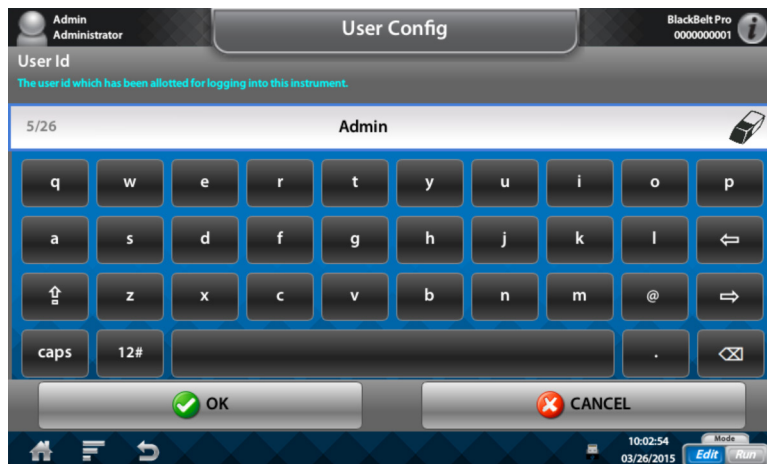 Admin
Administrator
User Config
BlackBelt Pro
0000000001
User Id
The user id which has been allotted for logging into this instrument.
5/26
Admin
q w e r t y u i o p
a s d f g h j k l
z x c v b n m @
caps 12# .
OK
CANCEL
10:02:54
03/26/2015
Mode
Edit Run